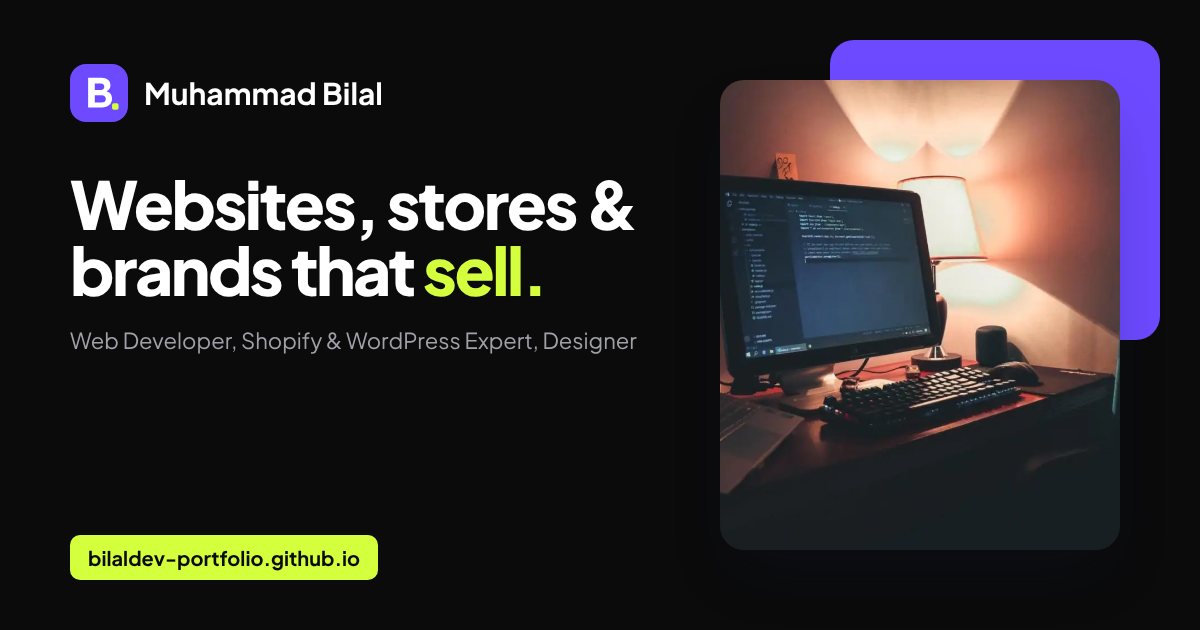 B.
Muhammad Bilal
Websites, stores &
brands that sell.
Web Developer, Shopify & WordPress Expert, Designer
bilaldev-portfolio.github.io